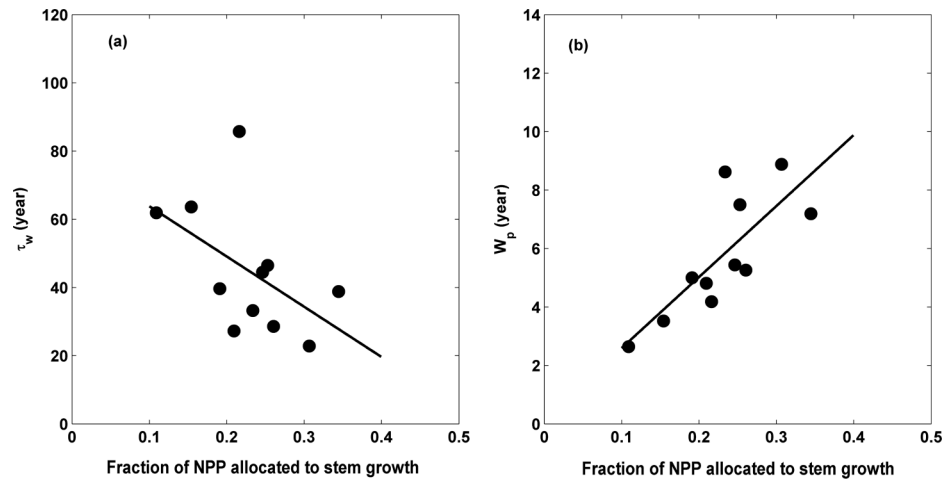 (a)
120
100
80
60
40
20
0
τw (year)
0 0.1 0.2 0.3 0.4 0.5
Fraction of NPP allocated to stem growth
(b)
14
12
10
8
6
4
2
0
Wp (year)
0 0.1 0.2 0.3 0.4 0.5
Fraction of NPP allocated to stem growth